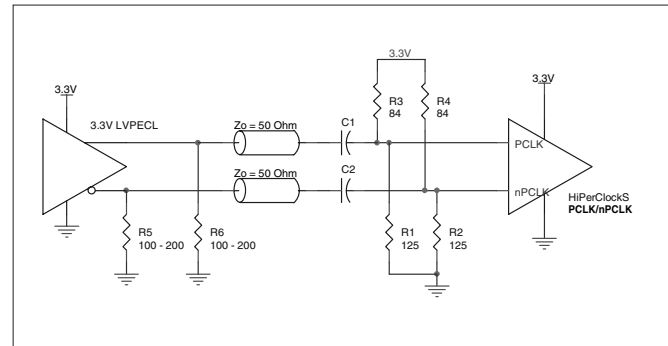 3.3V
3.3V LVPECL
R5
100 - 200
R6
100 - 200
Zo = 50 Ohm
Zo = 50 Ohm
C1
C2
3.3V
R3
84
R4
84
R1
125
R2
125
3.3V
PCLK
nPCLK
HiPerClockS
PCLK/nPCLK